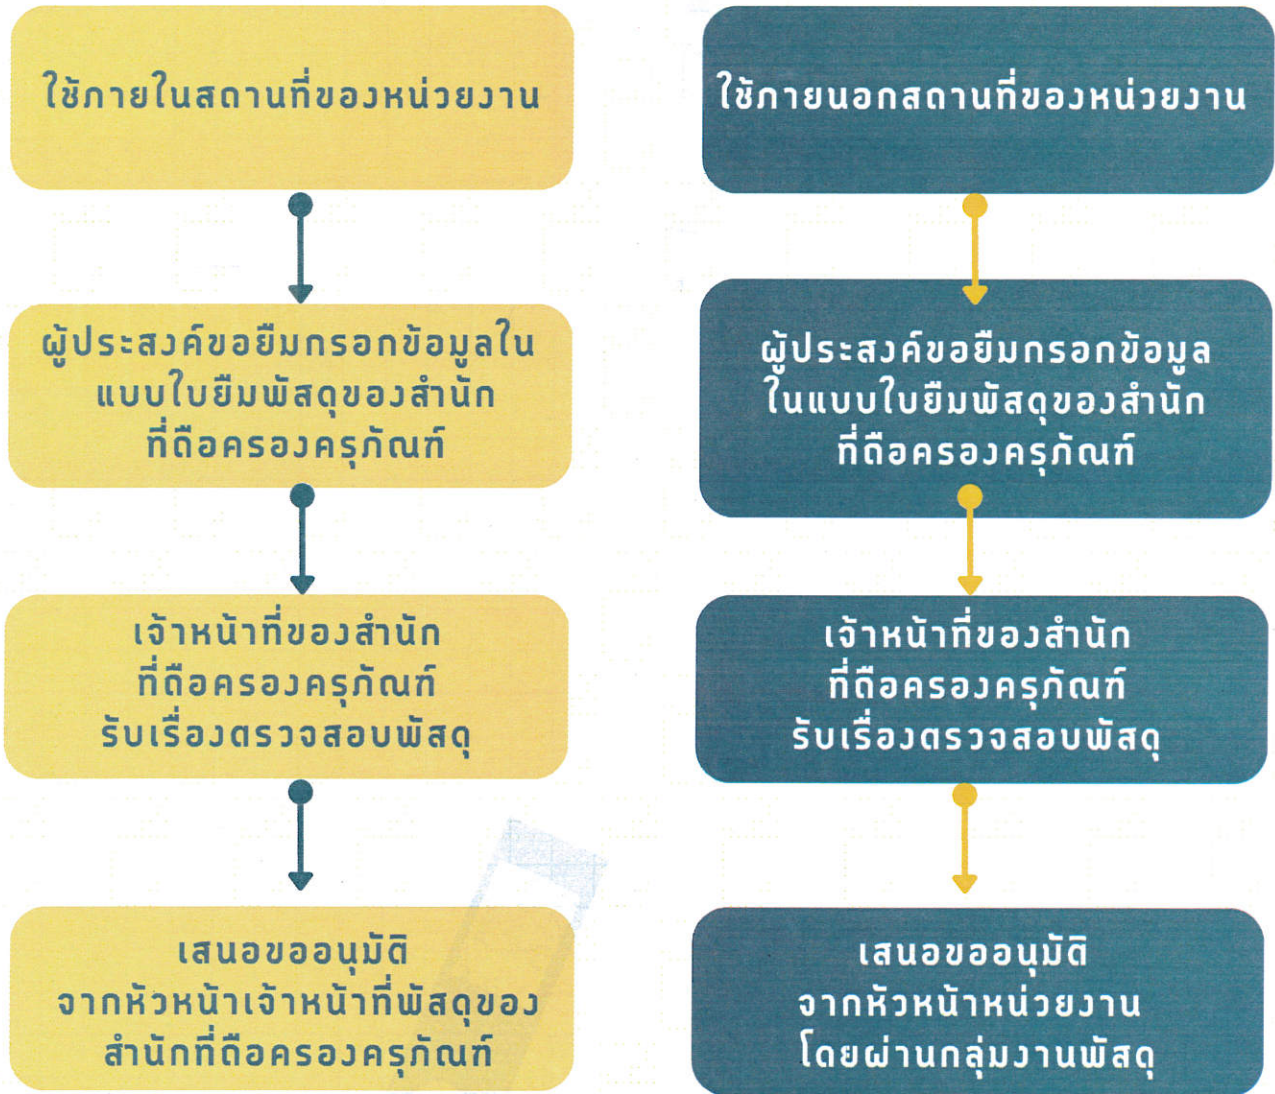 ใช้ภายในสถานที่ของหน่วยงาน
ผู้ประสงค์ขอยืมกรอกข้อมูลใน
แบบใบยืมพัสดุของสำนัก
ที่ถือครองครุภัณฑ์
เจ้าหน้าที่ของสำนัก
ที่ถือครองครุภัณฑ์
รับเรื่องตรวจสอบพัสดุ
เสนอขออนุมัติ
จากหัวหน้าเจ้าหน้าที่พัสดุของ
สำนักที่ถือครองครุภัณฑ์
ใช้ภายนอกสถานที่ของหน่วยงาน
ผู้ประสงค์ขอยืมกรอกข้อมูล
ในแบบใบยืมพัสดุของสำนัก
ที่ถือครองครุภัณฑ์
เจ้าหน้าที่ของสำนัก
ที่ถือครองครุภัณฑ์
รับเรื่องตรวจสอบพัสดุ
เสนอขออนุมัติ
จากหัวหน้าหน่วยงาน
โดยผ่านกลุ่มงานพัสดุ